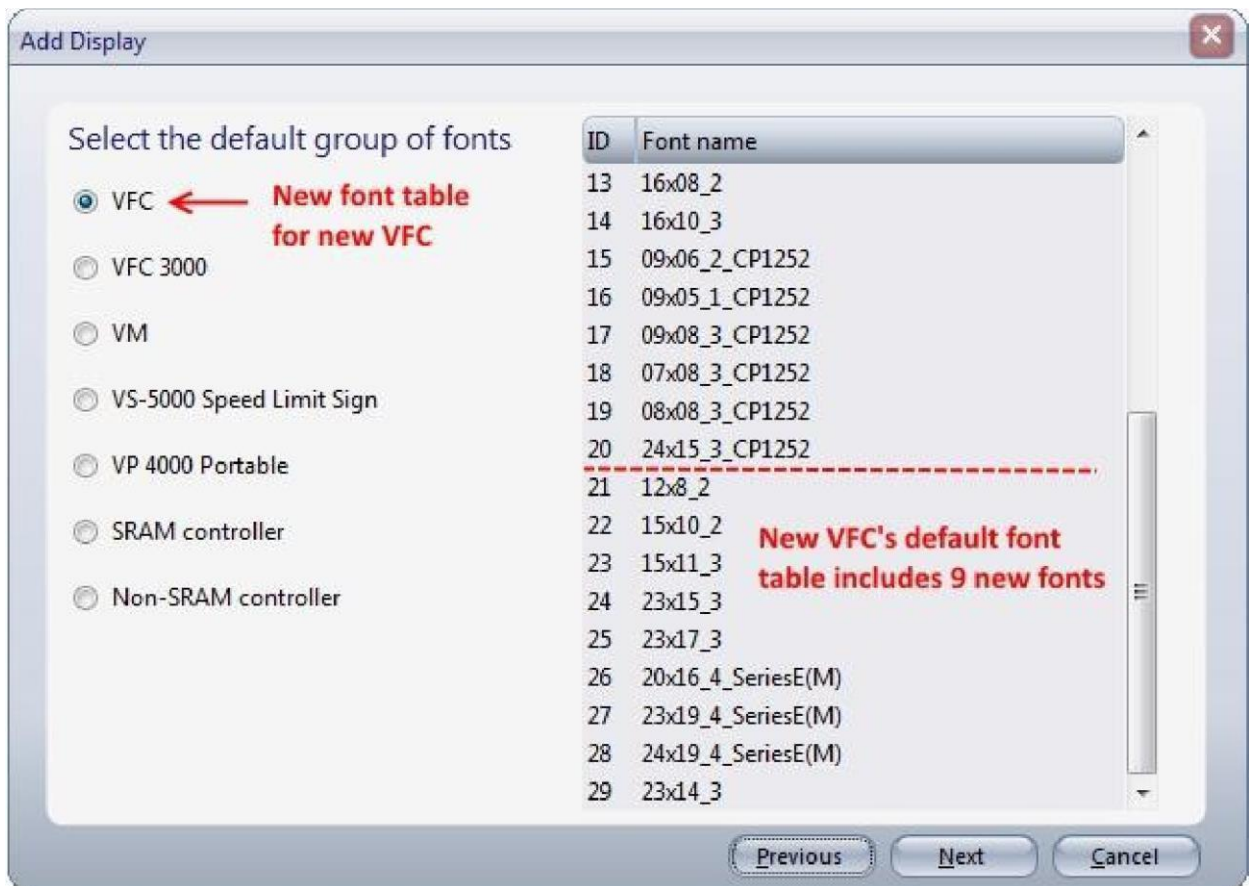 Add Display
Select the default group of fonts
VFC
New font table
for new VFC
VFC 3000
VM
VS-5000 Speed Limit Sign
VP 4000 Portable
SRAM controller
Non-SRAM controller
ID Font name
13 16x08_2
14 16x10_3
15 09x06_2_CP1252
16 09x05_1_CP1252
17 09x08_3_CP1252
18 07x08_3_CP1252
19 08x08_3_CP1252
20 24x15_3_CP1252
21 12x8_2
22 15x10_2
23 15x11_3
24 23x15_3
25 23x17_3
26 20x16_4_SeriesE(M)
27 23x19_4_SeriesE(M)
28 24x19_4_SeriesE(M)
29 23x14_3
New VFC's default font
table includes 9 new fonts
Previous Next Cancel